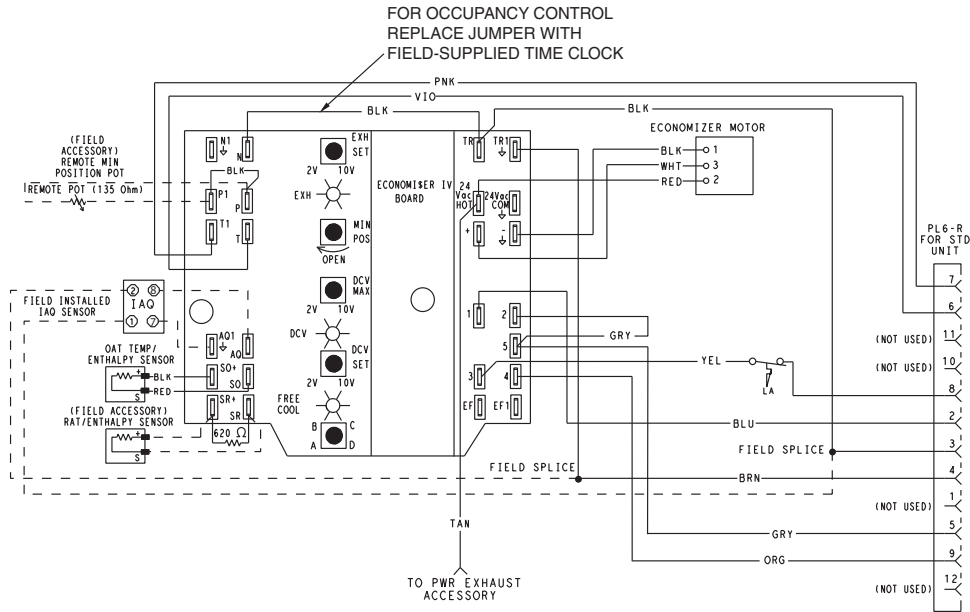 FOR OCCUPANCY CONTROL
REPLACE JUMPER WITH
FIELD-SUPPLIED TIME CLOCK
PNK
VIO
BLK
BLK
(FIELD
ACCESSORY)
REMOTE MIN
POSITION POT
REMOTE POT (135 Ohm)
N1
N
BLK
P1
P
T1
T
EXH
SET
2V 10V
EXH
MIN
POS
OPEN
DCV
MAX
2V 10V
DCV
DCV
SET
2V 10V
FREE
COOL
B C
A D
ECONOMI$ER IV
BOARD
TR TR1
24
Vac
HOT
24Vac
COM
+ -
1 2
5
3 4
EF EF1
ECONOMIZER MOTOR
BLK 1
WHT 3
RED 2
FIELD INSTALLED
IAQ SENSOR
2 8
IAQ
1 7
AQ1
AQ
OAT TEMP/
ENTHALPY SENSOR
+ BLK SO+
S RED SO
(FIELD ACCESSORY)
RAT/ENTHALPY SENSOR
+
S
SR+ SR
620 Ω
GRY
YEL
LA
BLU
FIELD SPLICE
FIELD SPLICE
BRN
GRY
ORG
TAN
TO PWR EXHAUST
ACCESSORY
PL6-R
FOR STD
UNIT
7
6
(NOT USED) 11
(NOT USED) 10
8
2
3
4
(NOT USED) 1
5
9
(NOT USED) 12